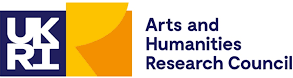 UK
RI
Arts and
Humanities
Research Council